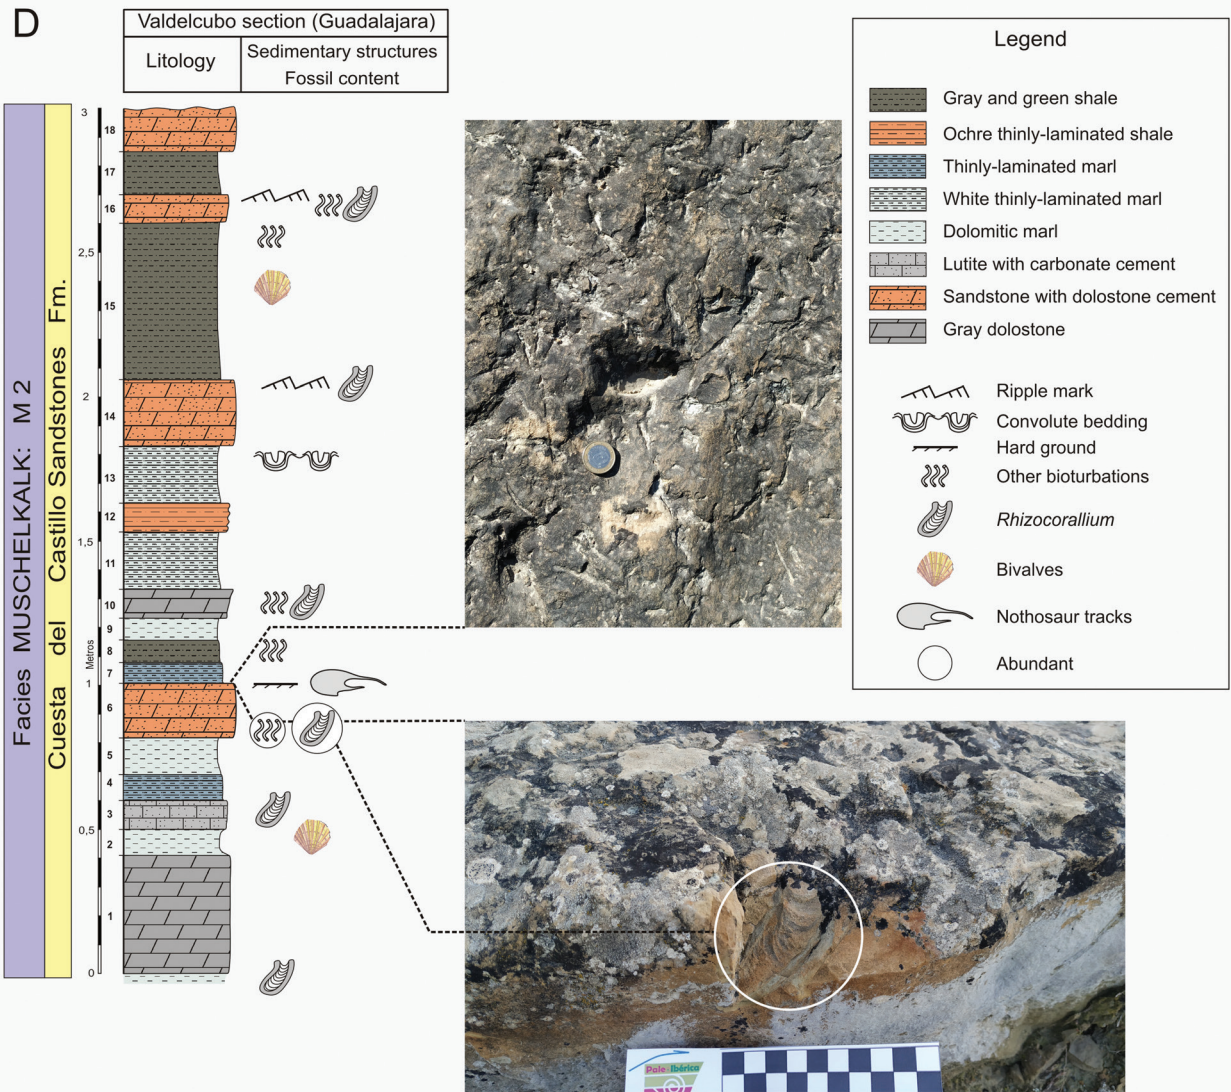 D
Valdelcubo section (Guadalajara)
Litology
Sedimentary structures
Fossil content
Facies MUSCHELKALK: M 2
Cuesta del Castillo Sandstones Fm.
Metros
3
2,5
2
1,5
1
0,5
0
18
17
16
15
14
13
12
11
10
9
8
7
6
5
4
3
2
1
Legend
Gray and green shale
Ochre thinly-laminated shale
Thinly-laminated marl
White thinly-laminated marl
Dolomitic marl
Lutite with carbonate cement
Sandstone with dolostone cement
Gray dolostone
Ripple mark
Convolute bedding
Hard ground
Other bioturbations
Rhizocorallium
Bivalves
Nothosaur tracks
Abundant
Paleoibérica